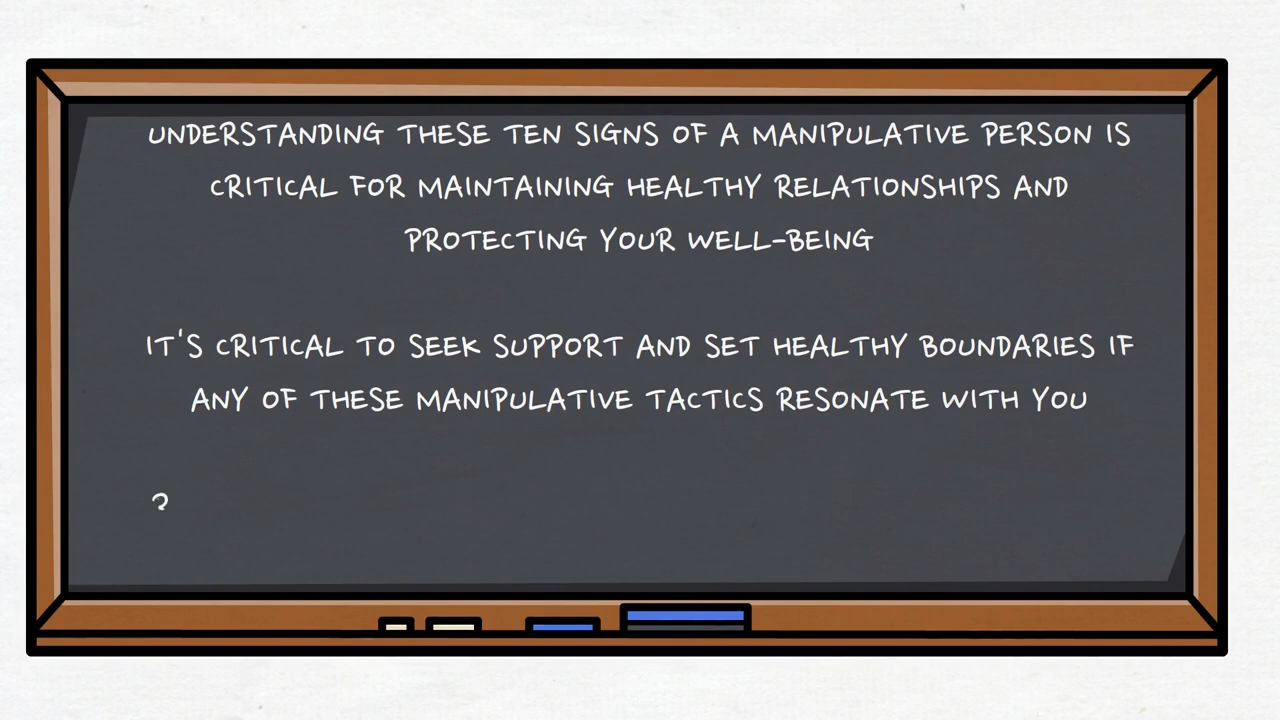 UNDERSTANDING THESE TEN SIGNS OF A MANIPULATIVE PERSON IS
CRITICAL FOR MAINTAINING HEALTHY RELATIONSHIPS AND
PROTECTING YOUR WELL-BEING
IT'S CRITICAL TO SEEK SUPPORT AND SET HEALTHY BOUNDARIES IF
ANY OF THESE MANIPULATIVE TACTICS RESONATE WITH YOU